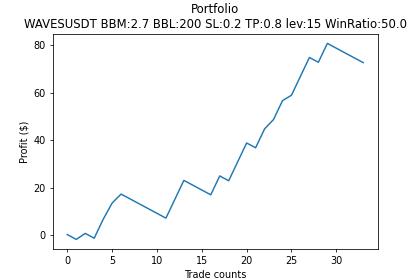 Portfolio
WAVESUSDT BBM:2.7 BBL:200 SL:0.2 TP:0.8 lev:15 WinRatio:50.0
80
60
40
20
0
Profit ($)
0 5 10 15 20 25 30
Trade counts